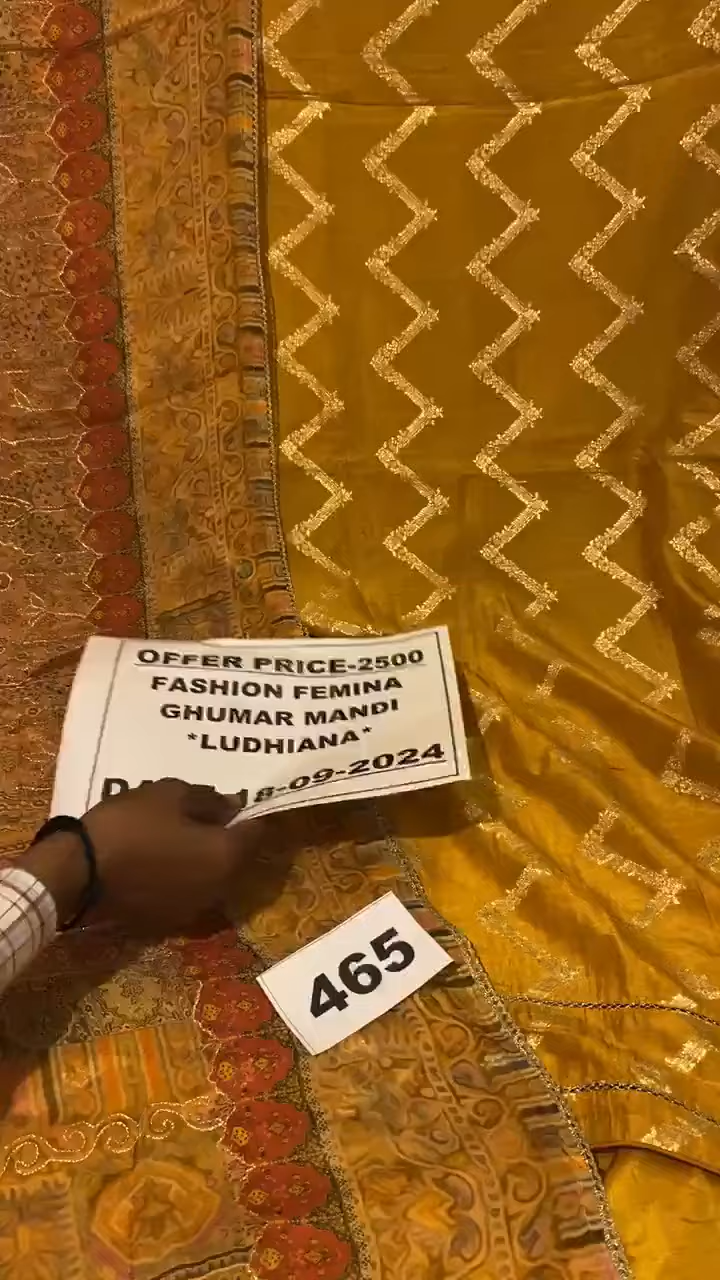 OFFER PRICE-2500
FASHION FEMINA
GHUMAR MANDI
*LUDHIANA*
18-09-2024
465